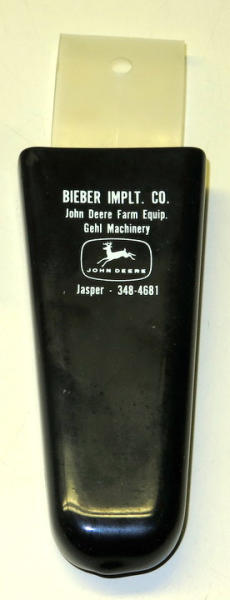 BIEBER IMPLT. CO.
John Deere Farm Equip.
Gehl Machinery
JOHN DEERE
Jasper - 348-4681